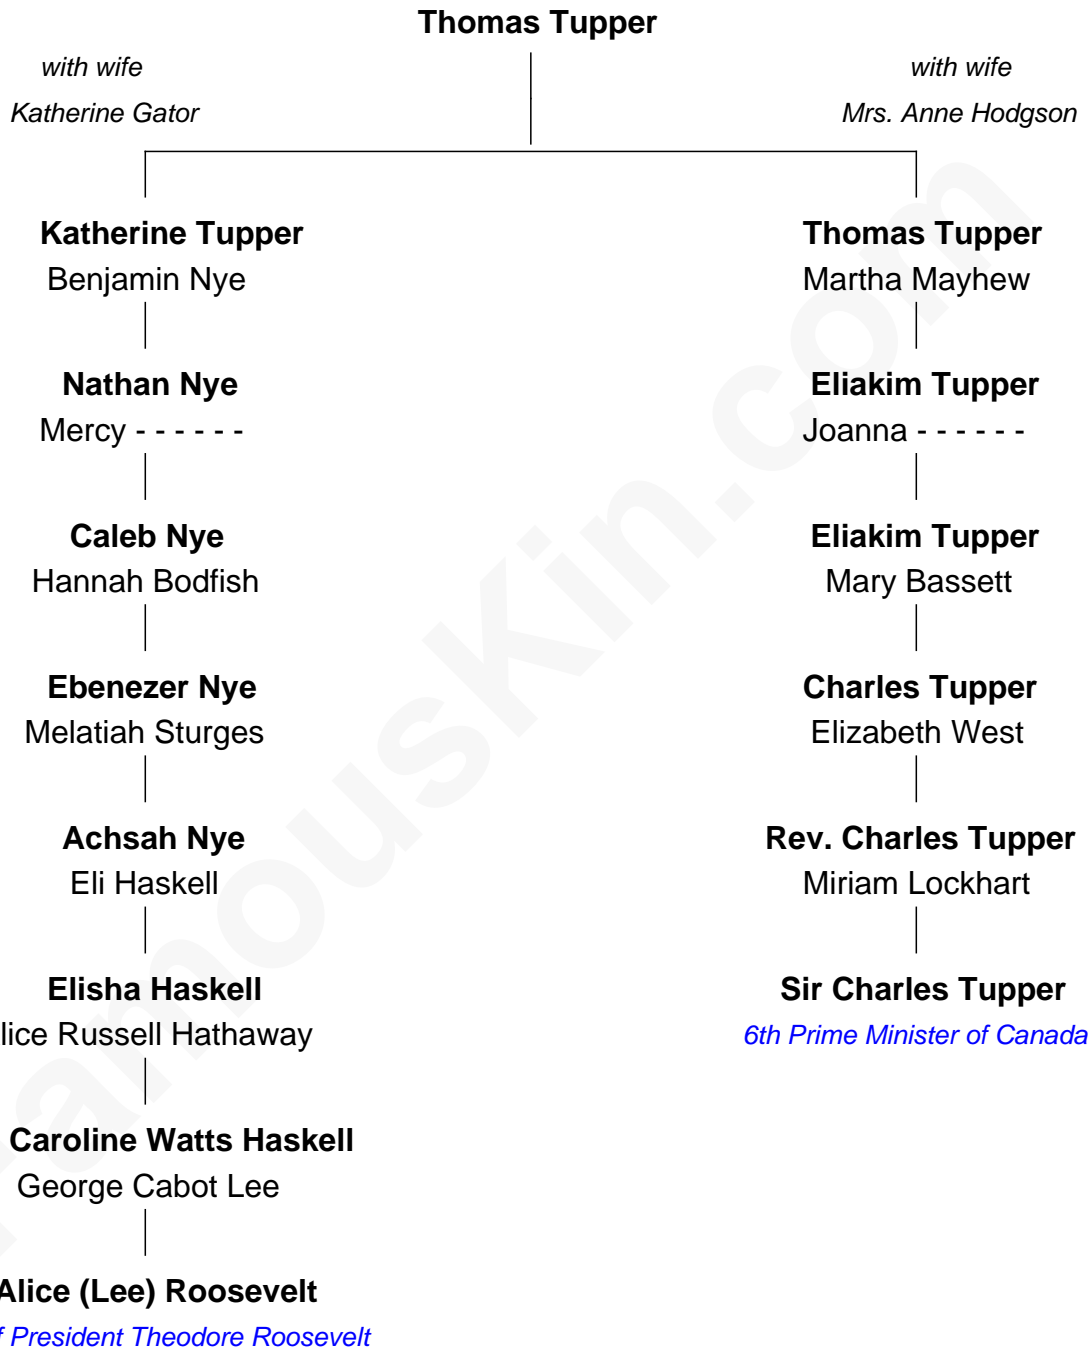 Thomas Tupper
with wife
Katherine Gator
with wife
Mrs. Anne Hodgson
Katherine Tupper
Benjamin Nye
Thomas Tupper
Martha Mayhew
Nathan Nye
Mercy - - - - - -
Eliakim Tupper
Joanna - - - - - -
Caleb Nye
Hannah Bodfish
Eliakim Tupper
Mary Bassett
Ebenezer Nye
Melatiah Sturges
Charles Tupper
Elizabeth West
Achsah Nye
Eli Haskell
Rev. Charles Tupper
Miriam Lockhart
Elisha Haskell
lice Russell Hathaway
Sir Charles Tupper
6th Prime Minister of Canada
Caroline Watts Haskell
George Cabot Lee
Alice (Lee) Roosevelt
f President Theodore Roosevelt
FamousKin.com